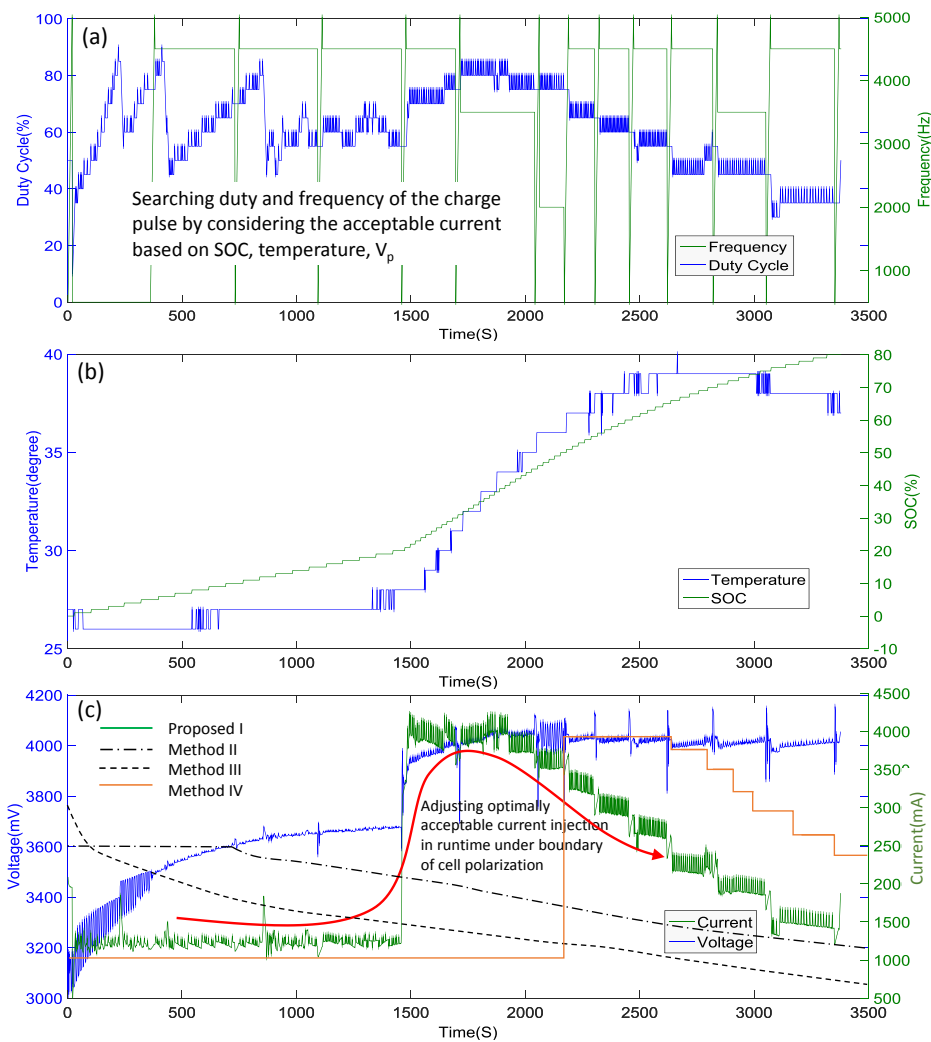 (a)
100
80
60
40
20
0
Duty Cycle(%)
5000
4000
3000
2000
1000
Frequency(Hz)
Searching duty and frequency of the charge
pulse by considering the acceptable current
based on SOC, temperature, Vp
Frequency
Duty Cycle
0 500 1000 1500 2000 2500 3000 3500
Time(S)
(b)
40
35
30
25
Temperature(degree)
80
70
60
50
40
30
20
10
0
-10
SOC(%)
Temperature
SOC
0 500 1000 1500 2000 2500 3000 3500
Time(S)
(c)
4200
4000
3800
3600
3400
3200
3000
Voltage(mV)
4500
4000
3500
3000
2500
2000
1500
1000
500
Current(mA)
Proposed I
Method II
Method III
Method IV
Adjusting optimally
acceptable current injection
in runtime under boundary
of cell polarization
Current
Voltage
0 500 1000 1500 2000 2500 3000 3500
Time(S)